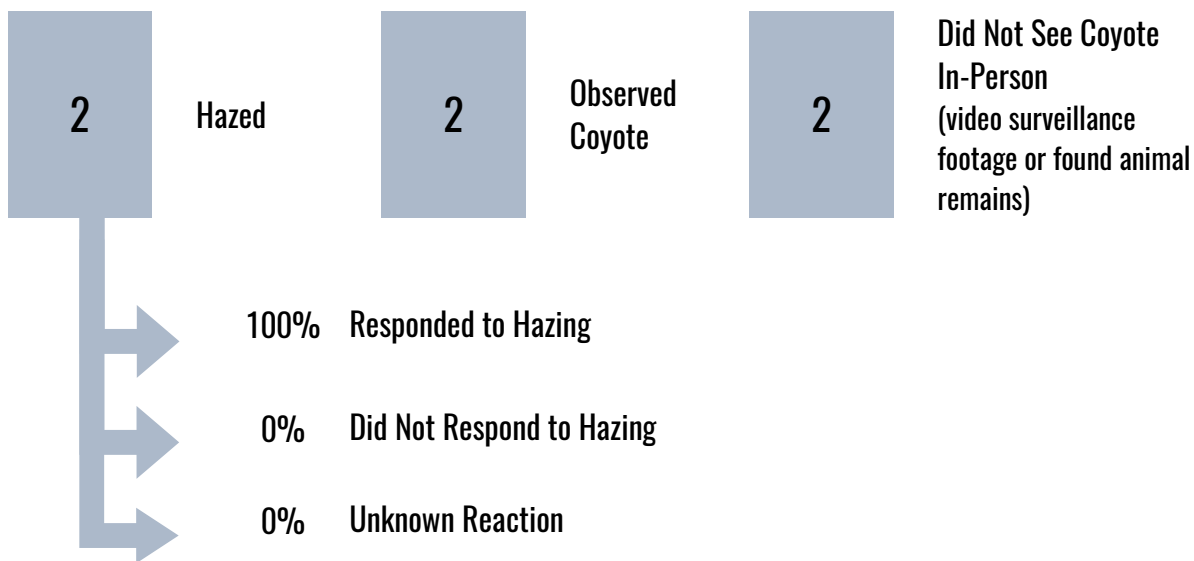 2
Hazed
2
Observed
Coyote
2
Did Not See Coyote
In-Person
(video surveillance
footage or found animal
remains)
100% Responded to Hazing
0% Did Not Respond to Hazing
0% Unknown Reaction